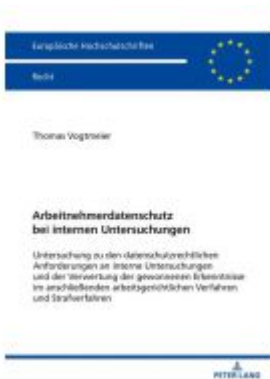 Europäische Hochschulschriften
Recht
Thomas Vogtmeier
Arbeitnehmerdatenschutz
bei internen Untersuchungen
Untersuchung zu den datenschutzrechtlichen
Anforderungen an interne Untersuchungen
und der Verwertung der gewonnenen Erkenntnisse
im anschließenden arbeitsgerichtlichen Verfahren
und Strafverfahren
PETER LANG